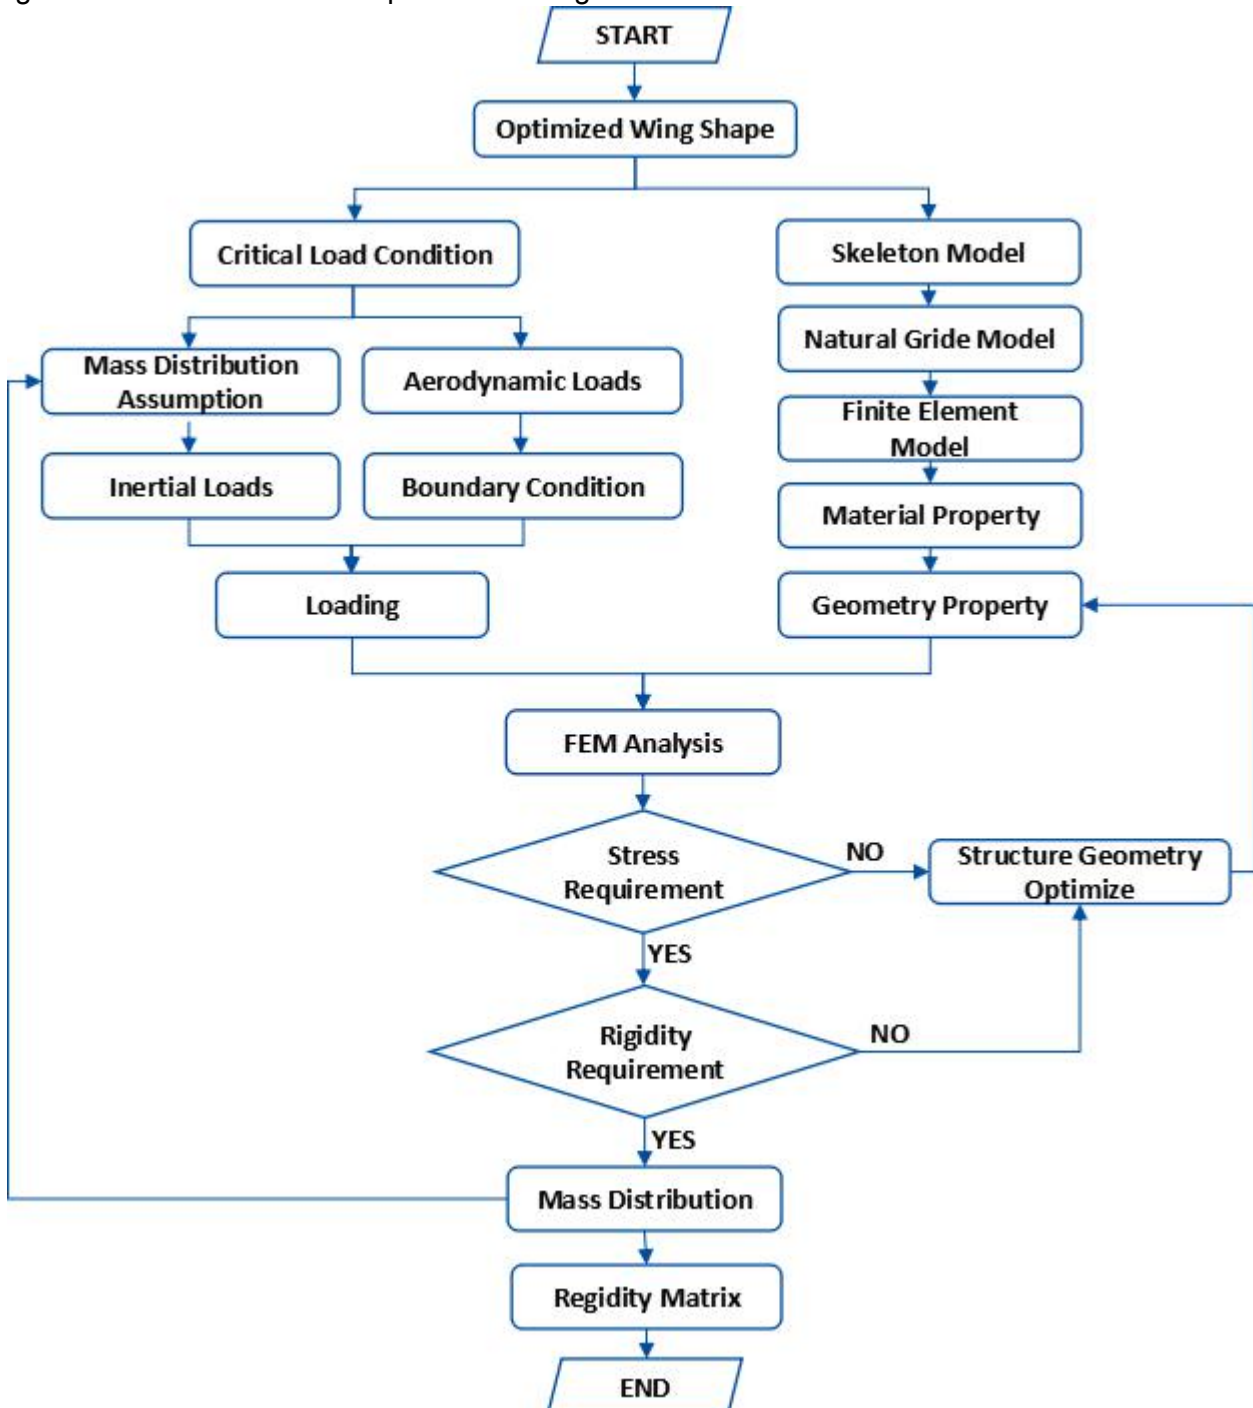 START
Optimized Wing Shape
Critical Load Condition
Skeleton Model
Mass Distribution
Assumption
Aerodynamic Loads
Natural Gride Model
Finite Element
Model
Inertial Loads
Boundary Condition
Material Property
Loading
Geometry Property
FEM Analysis
Stress
Requirement
NO
Structure Geometry
Optimize
YES
Rigidity
Requirement
NO
YES
Mass Distribution
Regidity Matrix
END